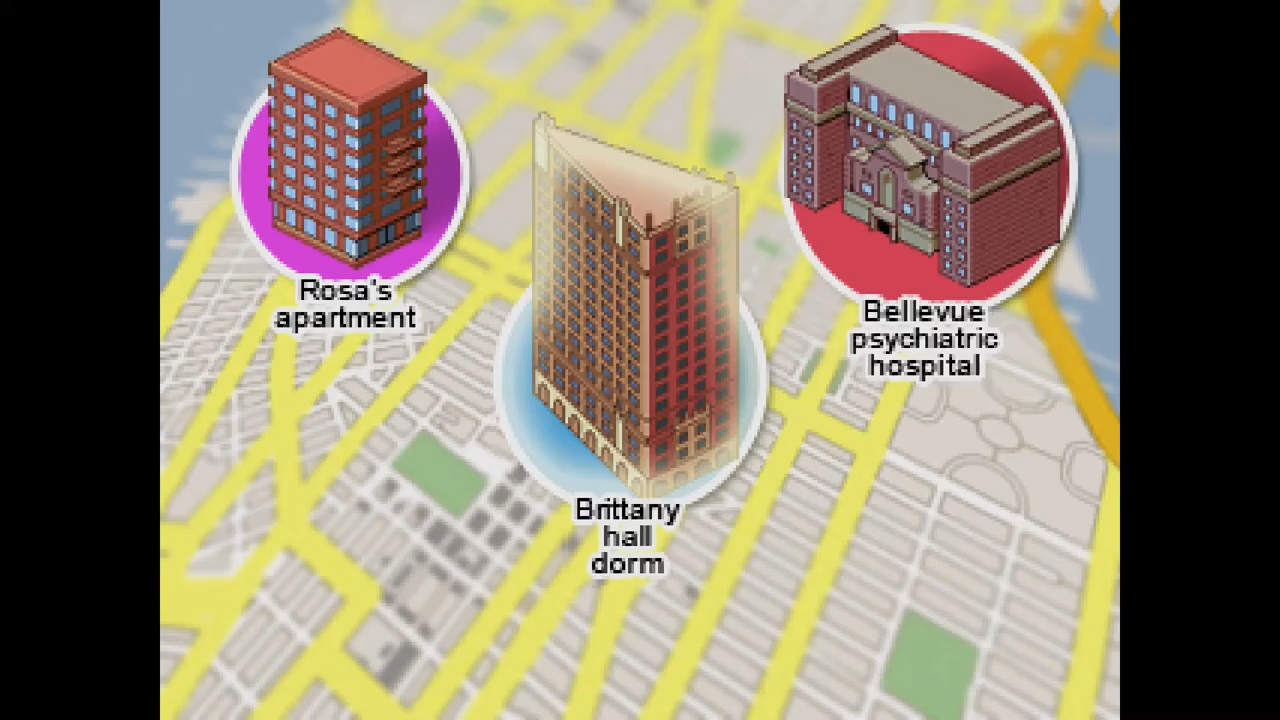 Rosa's
apartment
Bellevue
psychiatric
hospital
Brittany
hall
dorm